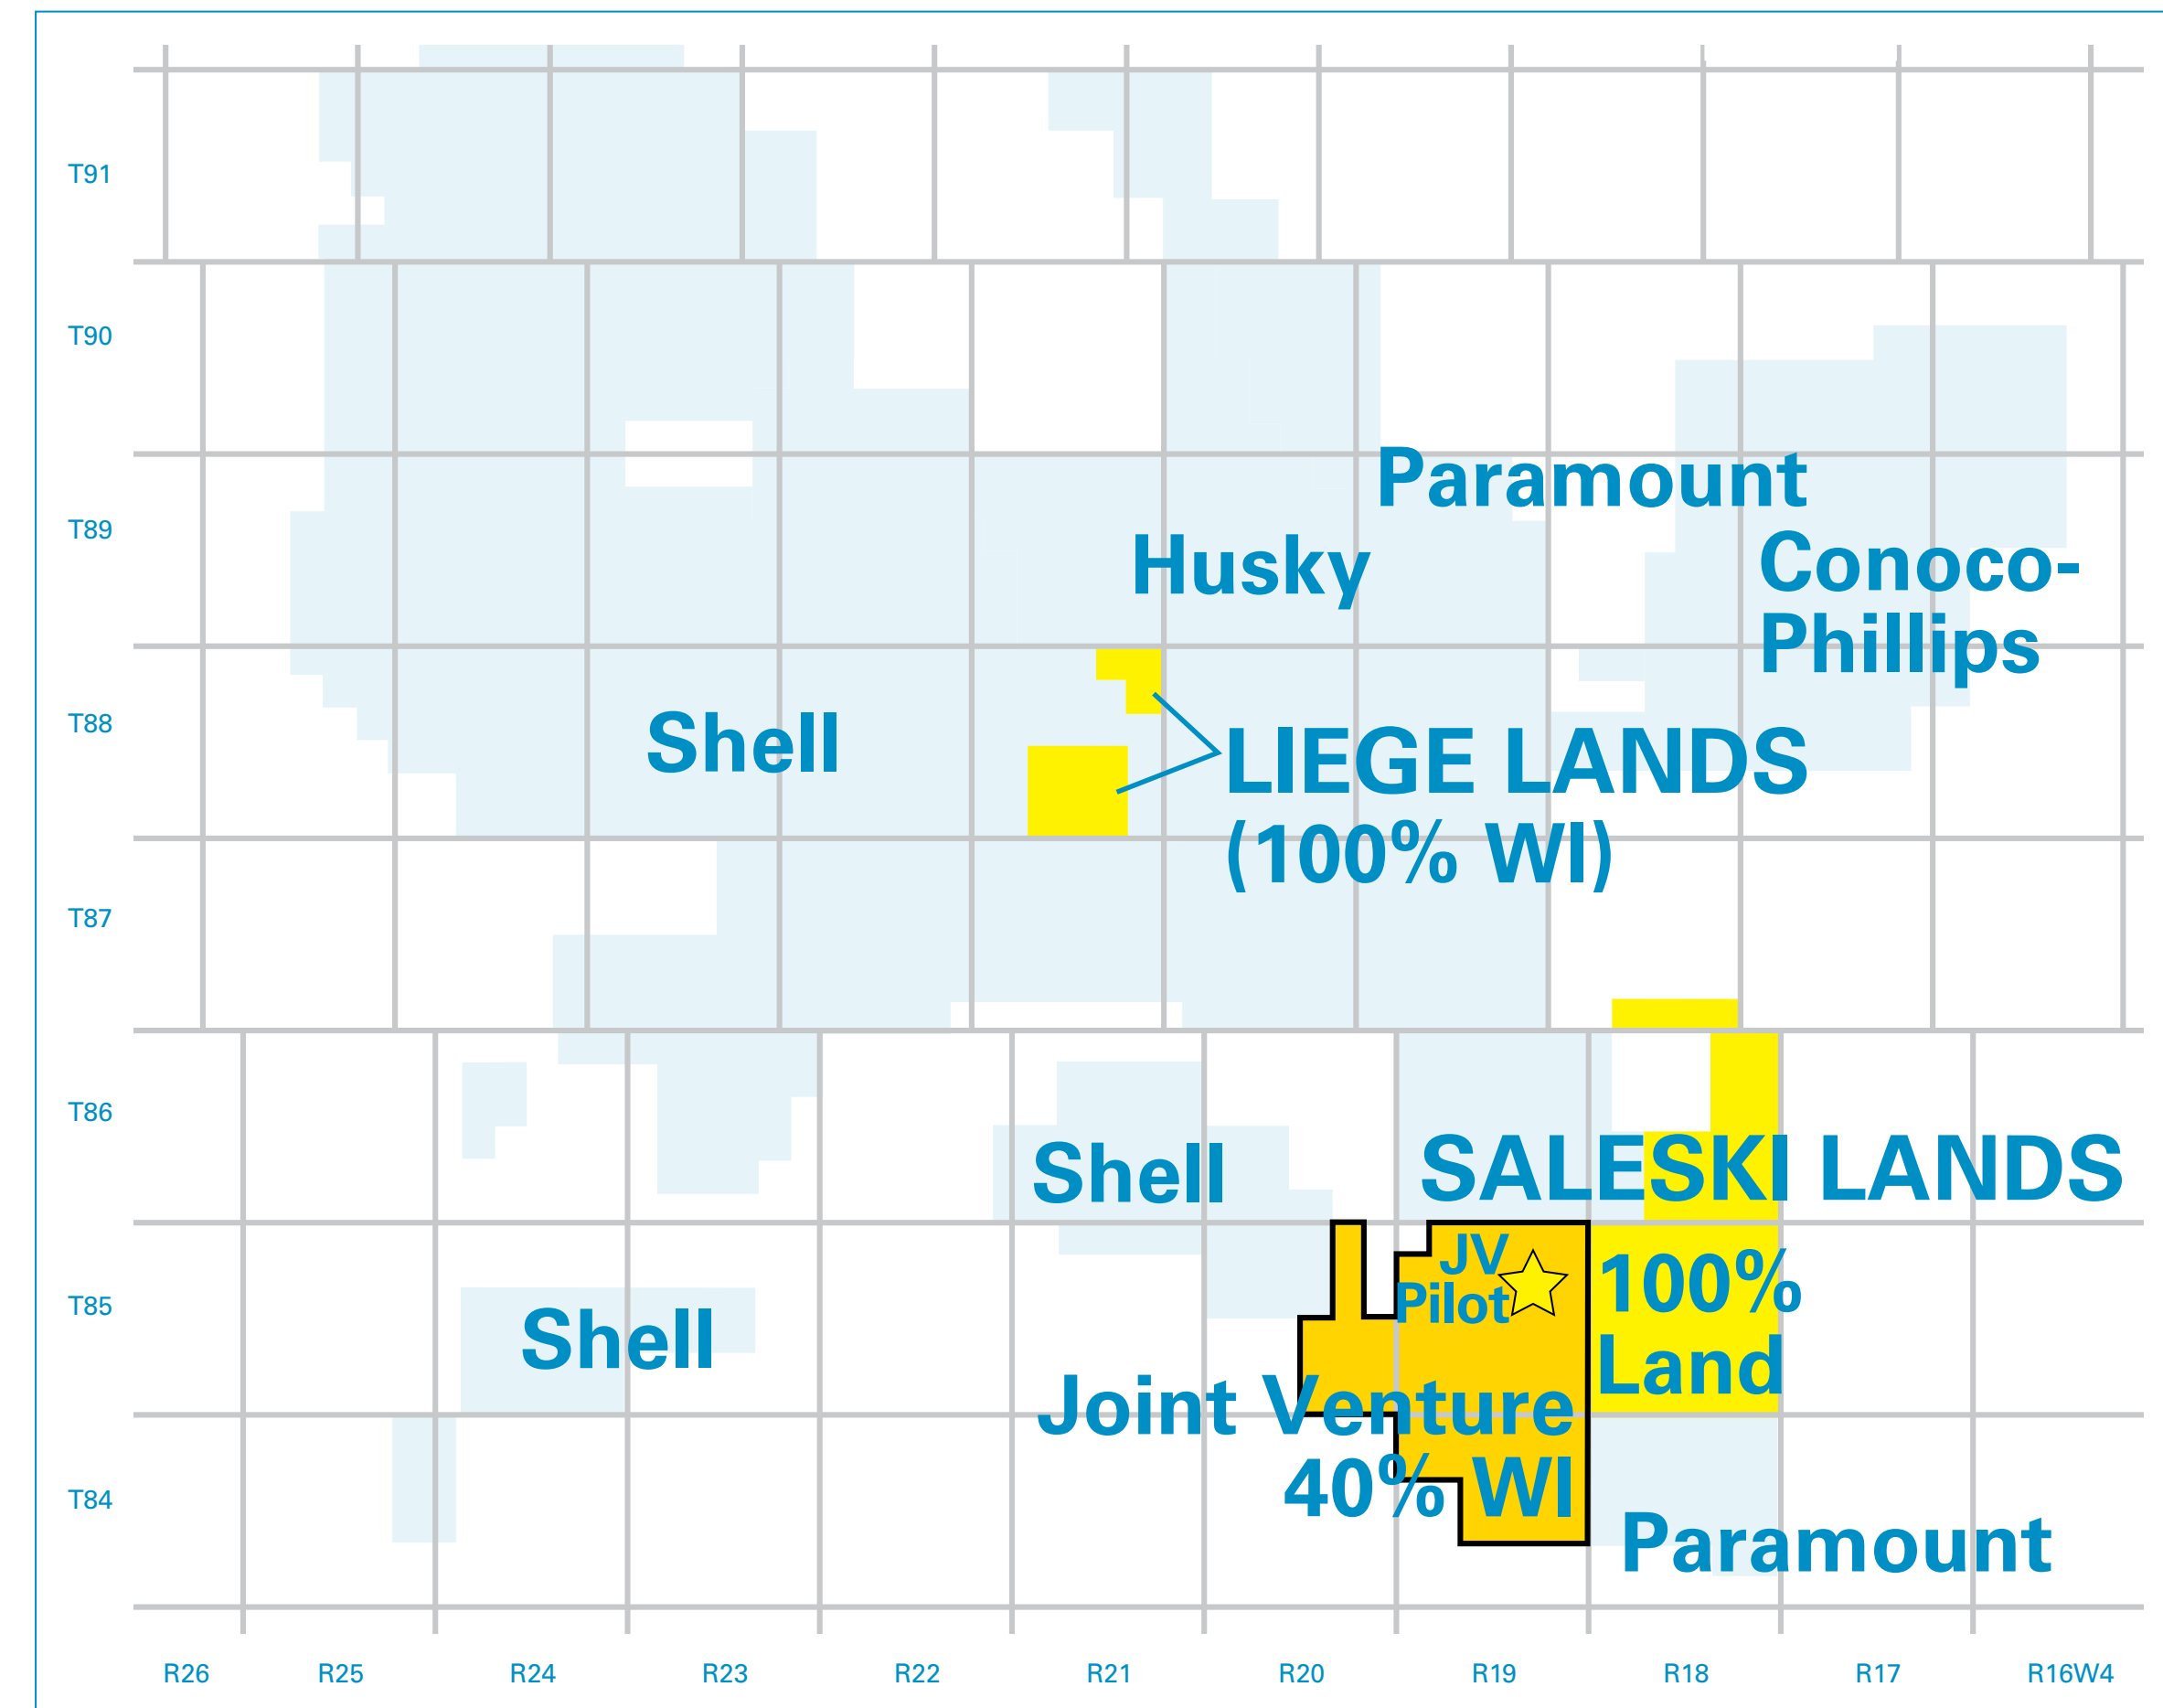 T91
T90
Paramount
T89
Husky
Conoco-
Phillips
T88
Shell
LIEGE LANDS
(100% WI)
T87
T86
Shell
SALESKI LANDS
JV
Pilot
100%
Land
T85
Shell
Joint Venture
40% WI
T84
Paramount
R26 R25 R24 R23 R22 R21 R20 R19 R18 R17 R16W4